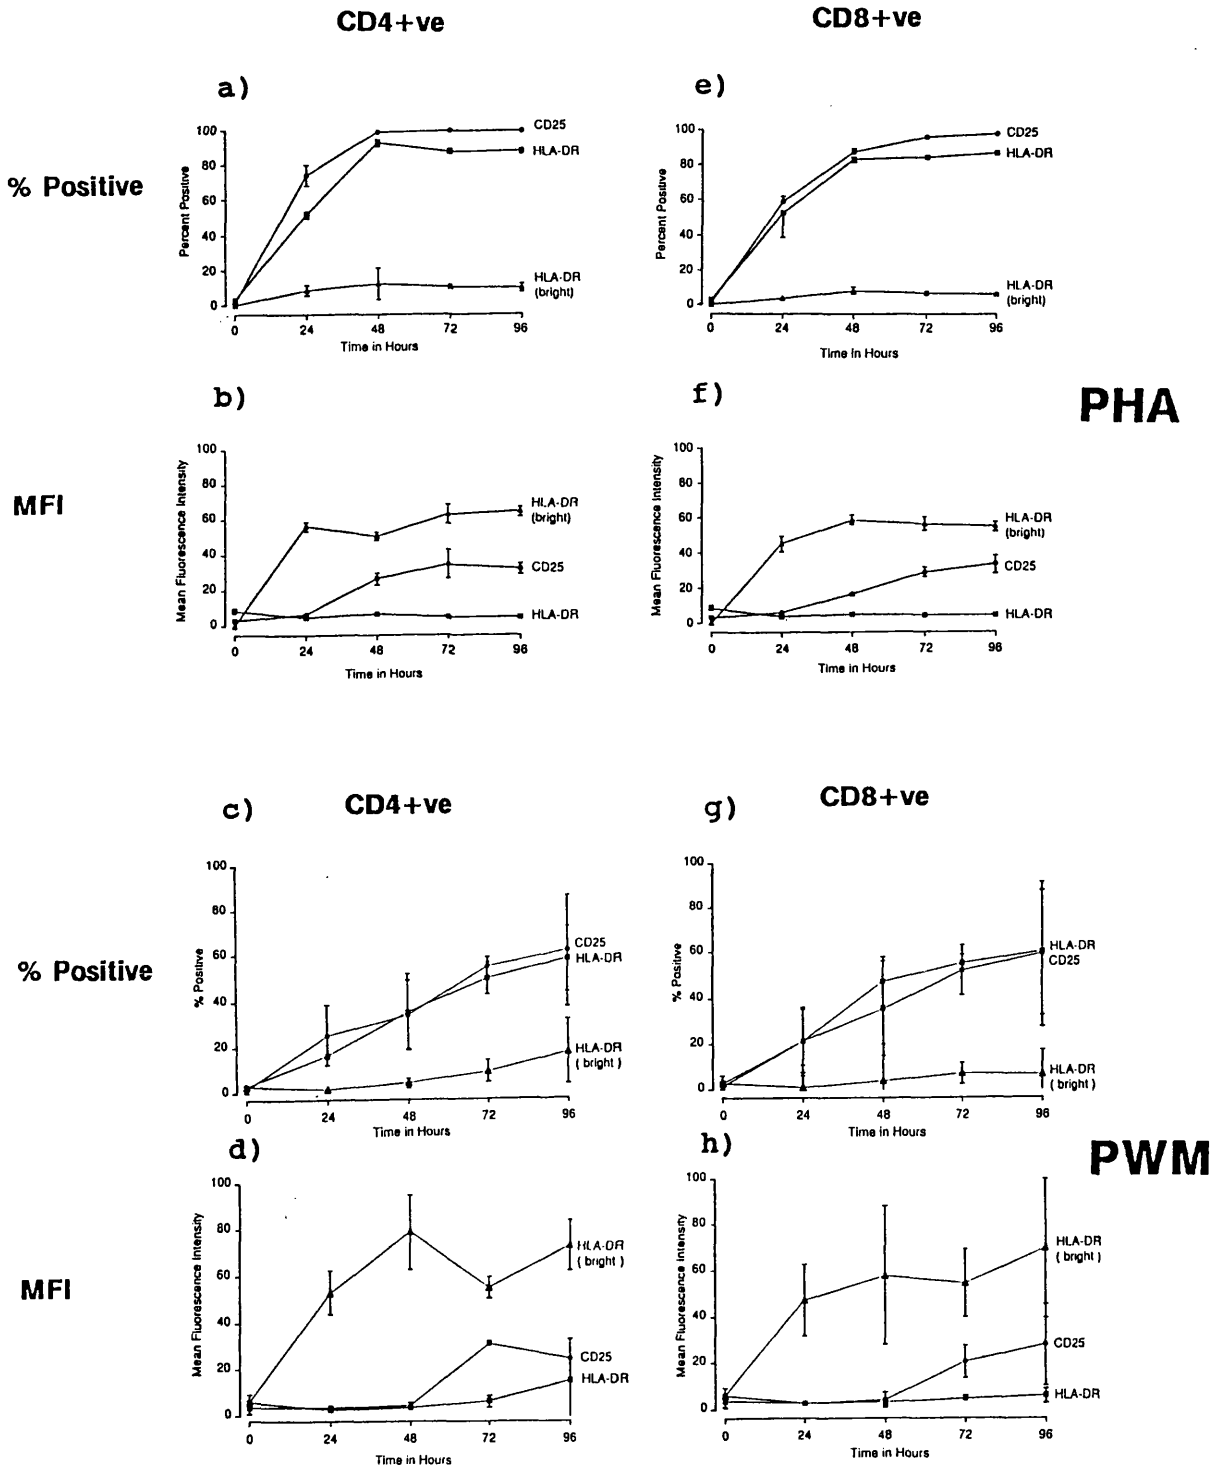 CD4+ve
CD8+ve
a)
e)
% Positive
Percent Positive
100
80
60
40
20
0
0 24 48 72 96
Time in Hours
CD25
HLA-DR
HLA-DR
(bright)
Percent Positive
100
80
60
40
20
0
0 24 48 72 96
Time in Hours
CD25
HLA-DR
HLA-DR
(bright)
b)
f)
PHA
MFI
Mean Fluorescence Intensity
100
80
60
40
20
0
0 24 48 72 96
Time in Hours
HLA-DR
(bright)
CD25
HLA-DR
Mean Fluorescence Intensity
100
80
60
40
20
0
0 24 48 72 96
Time in Hours
HLA-DR
(bright)
CD25
HLA-DR
c)
CD4+ve
g)
CD8+ve
% Positive
% Positive
100
80
60
40
20
0
0 24 48 72 96
Time in Hours
CD25
HLA-DR
HLA-DR
( bright )
% Positive
100
80
60
40
20
0
0 24 48 72 96
Time in Hours
HLA-DR
CD25
HLA-DR
( bright )
d)
h)
PWM
MFI
Mean Fluorescence Intensity
100
80
60
40
20
0
0 24 48 72 96
Time in Hours
HLA-DR
( bright )
CD25
HLA-DR
Mean Fluorescence Intensity
100
80
60
40
20
0
0 24 48 72 96
Time in Hours
HLA-DR
( bright )
CD25
HLA-DR